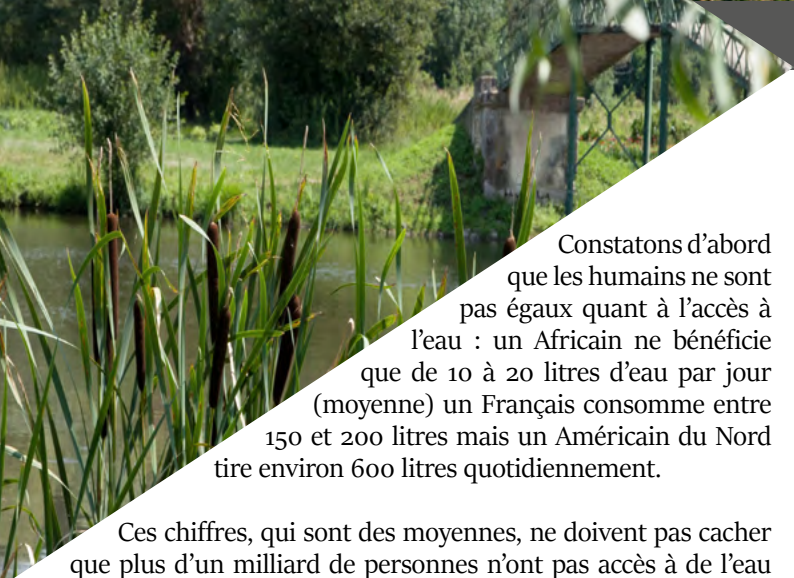 Constatons d’abord
que les humains ne sont
pas égaux quant à l’accès à
l’eau : un Africain ne bénéficie
que de 10 à 20 litres d’eau par jour
(moyenne) un Français consomme entre
150 et 200 litres mais un Américain du Nord
tire environ 600 litres quotidiennement.
Ces chiffres, qui sont des moyennes, ne doivent pas cacher
que plus d’un milliard de personnes n’ont pas accès à de l’eau